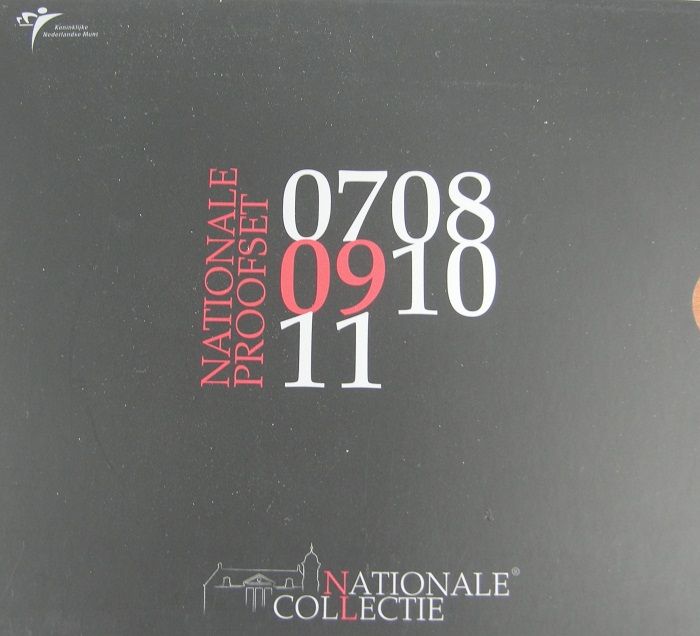 Koninklijke
Nederlandse Munt
NATIONALE
PROOFSET
0708
0910
11
NATIONALE®
COLLECTIE